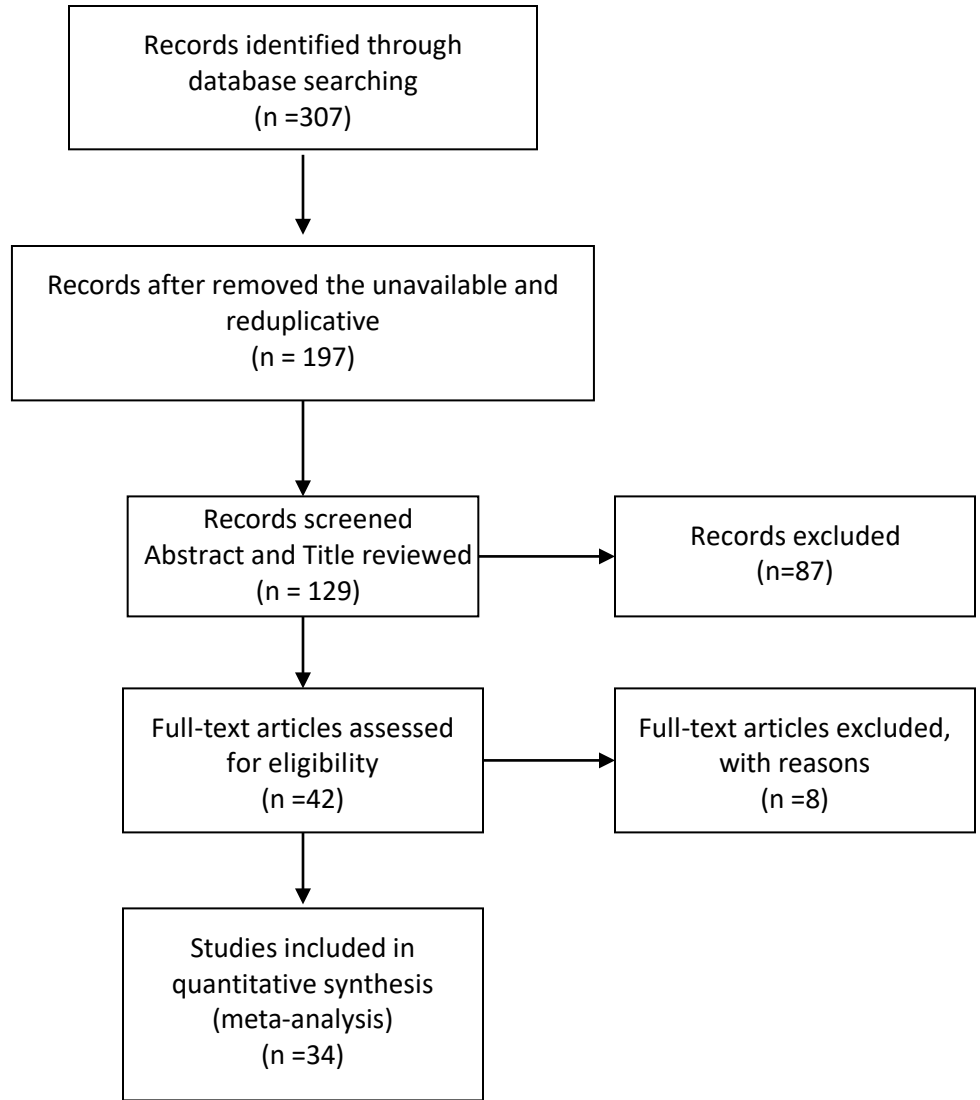 Records identified through
database searching
(n =307)
Records after removed the unavailable and
reduplicative
(n = 197)
Records screened
Abstract and Title reviewed
(n = 129)
Records excluded
(n=87)
Full-text articles assessed
for eligibility
(n =42)
Full-text articles excluded,
with reasons
(n =8)
Studies included in
quantitative synthesis
(meta-analysis)
(n =34)